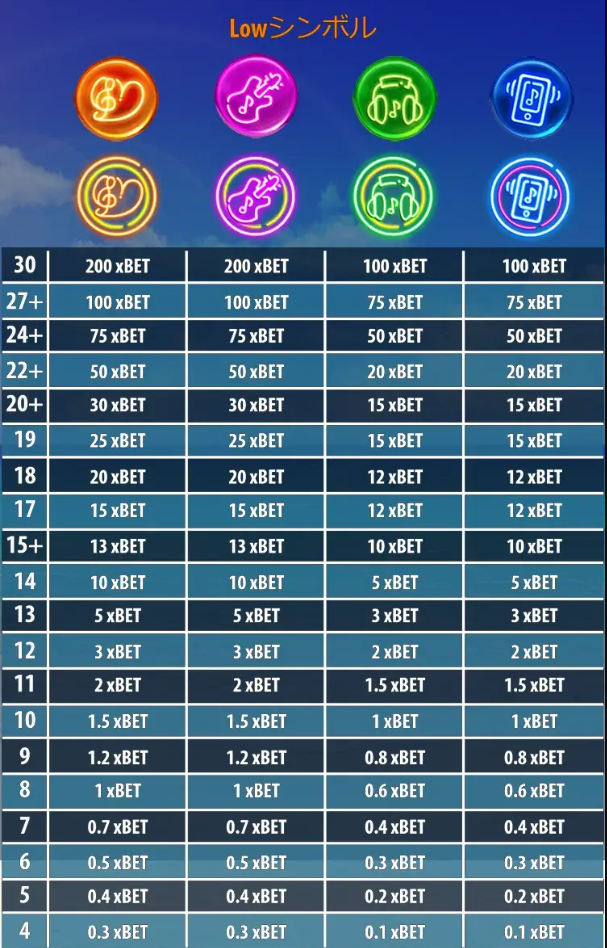 Lowシンボル
30 200 xBET 200 xBET 100 xBET 100 xBET
27+ 100 xBET 100 xBET 75 xBET 75 xBET
24+ 75 xBET 75 xBET 50 xBET 50 xBET
22+ 50 xBET 50 xBET 20 xBET 20 xBET
20+ 30 xBET 30 xBET 15 xBET 15 xBET
19 25 xBET 25 xBET 15 xBET 15 xBET
18 20 xBET 20 xBET 12 xBET 12 xBET
17 15 xBET 15 xBET 12 xBET 12 xBET
15+ 13 xBET 13 xBET 10 xBET 10 xBET
14 10 xBET 10 xBET 5 xBET 5 xBET
13 5 xBET 5 xBET 3 xBET 3 xBET
12 3 xBET 3 xBET 2 xBET 2 xBET
11 2 xBET 2 xBET 1.5 xBET 1.5 xBET
10 1.5 xBET 1.5 xBET 1 xBET 1 xBET
9 1.2 xBET 1.2 xBET 0.8 xBET 0.8 xBET
8 1 xBET 1 xBET 0.6 xBET 0.6 xBET
7 0.7 xBET 0.7 xBET 0.4 xBET 0.4 xBET
6 0.5 xBET 0.5 xBET 0.3 xBET 0.3 xBET
5 0.4 xBET 0.4 xBET 0.2 xBET 0.2 xBET
4 0.3 xBET 0.3 xBET 0.1 xBET 0.1 xBET